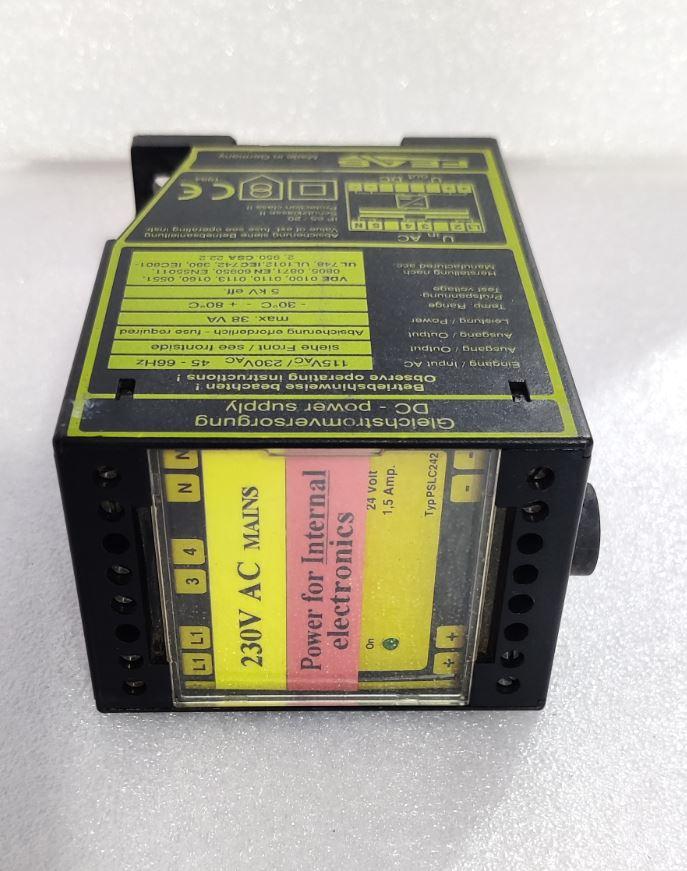 FEAS
Made in Germany
U out DC
U in AC
1994
CE
IP 65 / 20
Schutzklasse II
Protection class II
Absicherung siehe Betriebsanleitung
Value of ext. fuse see operating instr.
Herstellung nach
Manufactured acc.
VDE 0100, 0110, 0113, 0160, 0551,
0805, 0871, EN 60950, EN55011,
UL 748, UL1012, IEC742, 380, IEC801-
2, 950, CSA 22.2
Prüfspannung-
Test voltage
5 kV eff.
Temp. Range
- 30°C - + 80°C
Leistung / Power
max. 38 VA
Ausgang / Output
Absicherung erforderlich - fuse required
Ausgang / Output
siehe Front / see frontside
Eingang / Input AC
115VAC / 230VAC 45 - 66Hz
Betriebshinweise beachten !
Observe operating instructions !
Gleichstromversorgung
DC - power supply
L1 L1 3 4 N N
230V AC MAINS
Power for Internal
electronics
24 Volt
1,5 Amp.
On
Typ PSLC242
+ + - -